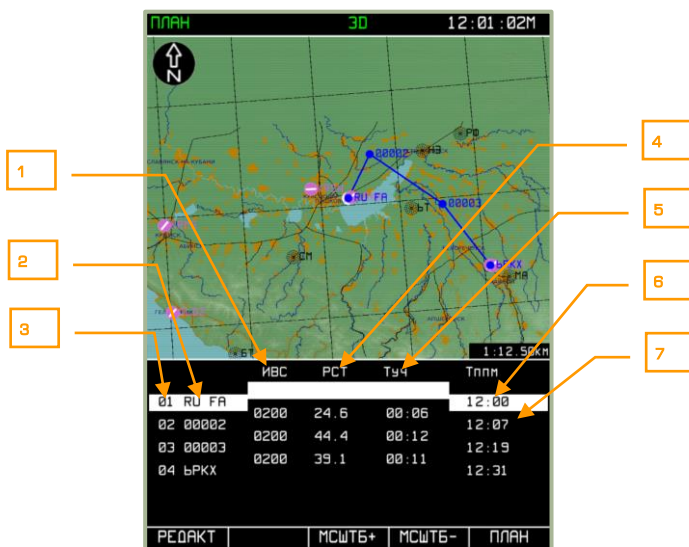 ПЛАН 3D 12:01:02М
N
РФ
НЭ
00002
4
1
RU FA
БТ
00003
5
2
СМ
ЬРКХ
МА
6
3
БТ
1:12.50КМ
7
ИВС РСТ Туч Тппм
01 RU FA 12:00
0200 24.6 00:06
02 00002 12:07
0200 44.4 00:12
03 00003 12:19
0200 39.1 00:11
04 ЬРКХ 12:31
РЕДАКТ МСШТБ+ МСШТБ- ПЛАН